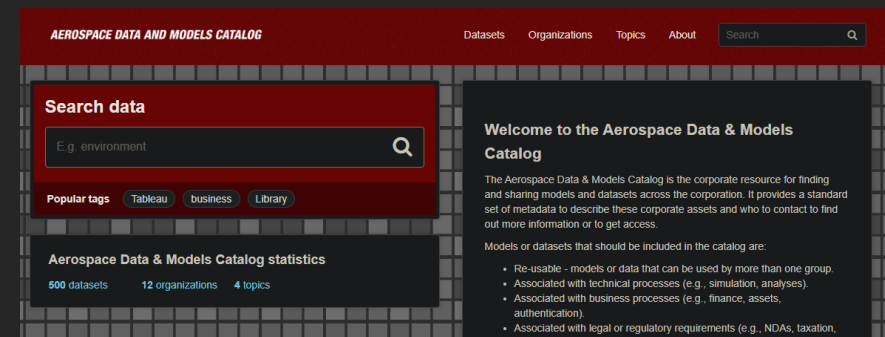 AEROSPACE DATA AND MODELS CATALOG
Datasets Organizations Topics About Search
Search data
E.g. environment
Popular tags Tableau business Library
Aerospace Data & Models Catalog statistics
500 datasets 12 organizations 4 topics
Welcome to the Aerospace Data & Models
Catalog
The Aerospace Data & Models Catalog is the corporate resource for finding
and sharing models and datasets across the corporation. It provides a standard
set of metadata to describe these corporate assets and who to contact to find
out more information or to get access.
Models or datasets that should be included in the catalog are:
• Re-usable - models or data that can be used by more than one group.
• Associated with technical processes (e.g., simulation, analyses).
• Associated with business processes (e.g., finance, assets,
authentication).
• Associated with legal or regulatory requirements (e.g., NDAs, taxation,